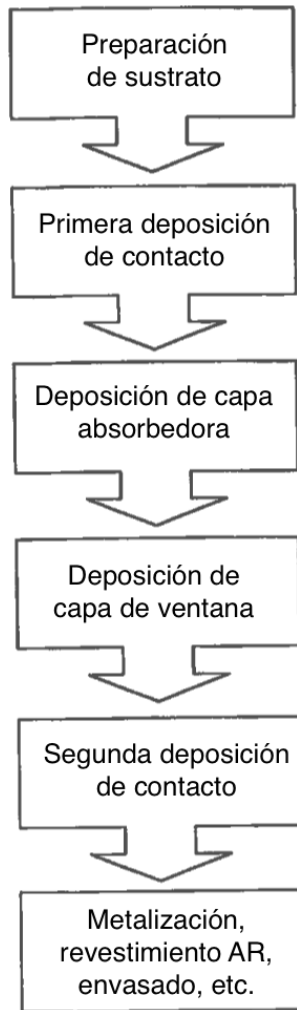 Preparación
de sustrato
Primera deposición
de contacto
Deposición de capa
absorbedora
Deposición de
capa de ventana
Segunda deposición
de contacto
Metalización,
revestimiento AR,
envasado, etc.